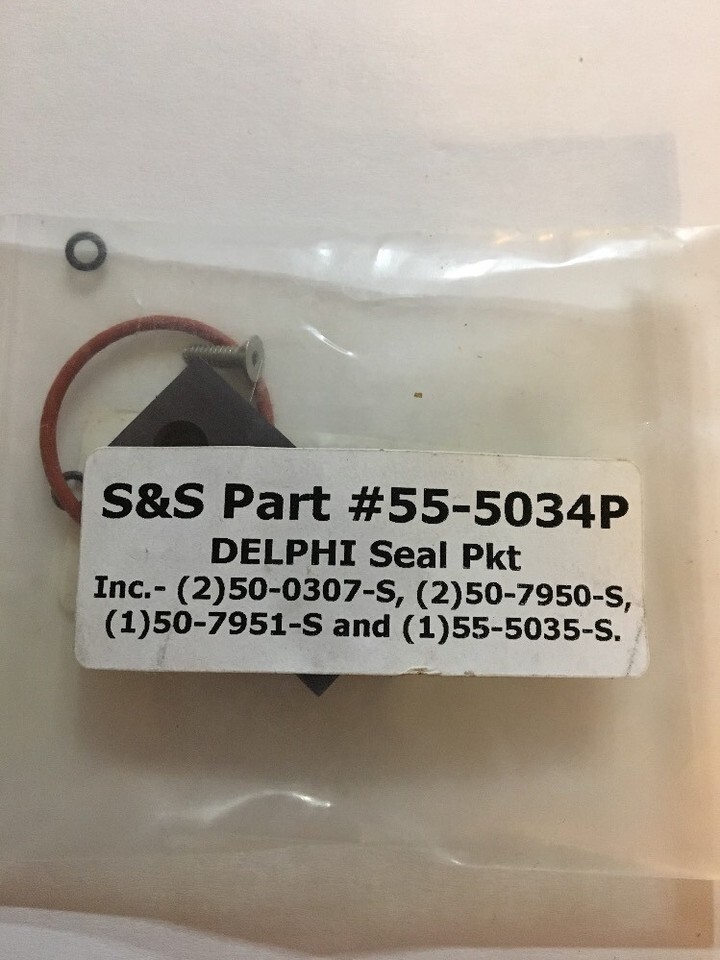 S&S Part #55-5034P
DELPHI Seal Pkt
Inc.- (2)50-0307-S, (2)50-7950-S,
(1)50-7951-S and (1)55-5035-S.